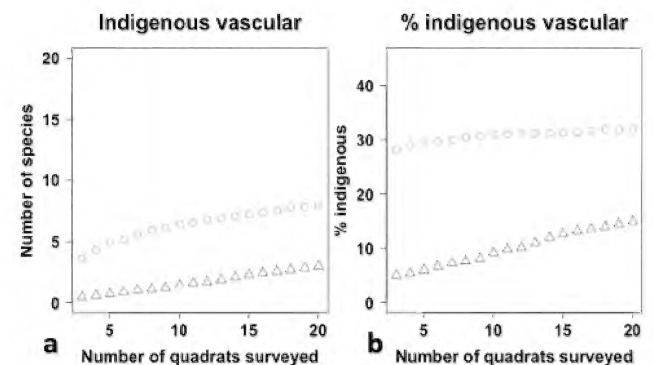 Indigenous vascular
% indigenous vascular
Number of species
20
15
10
5
0
5
10
15
20
a
Number of quadrats surveyed
% indigenous
40
30
20
10
0
5
10
15
20
b
Number of quadrats surveyed